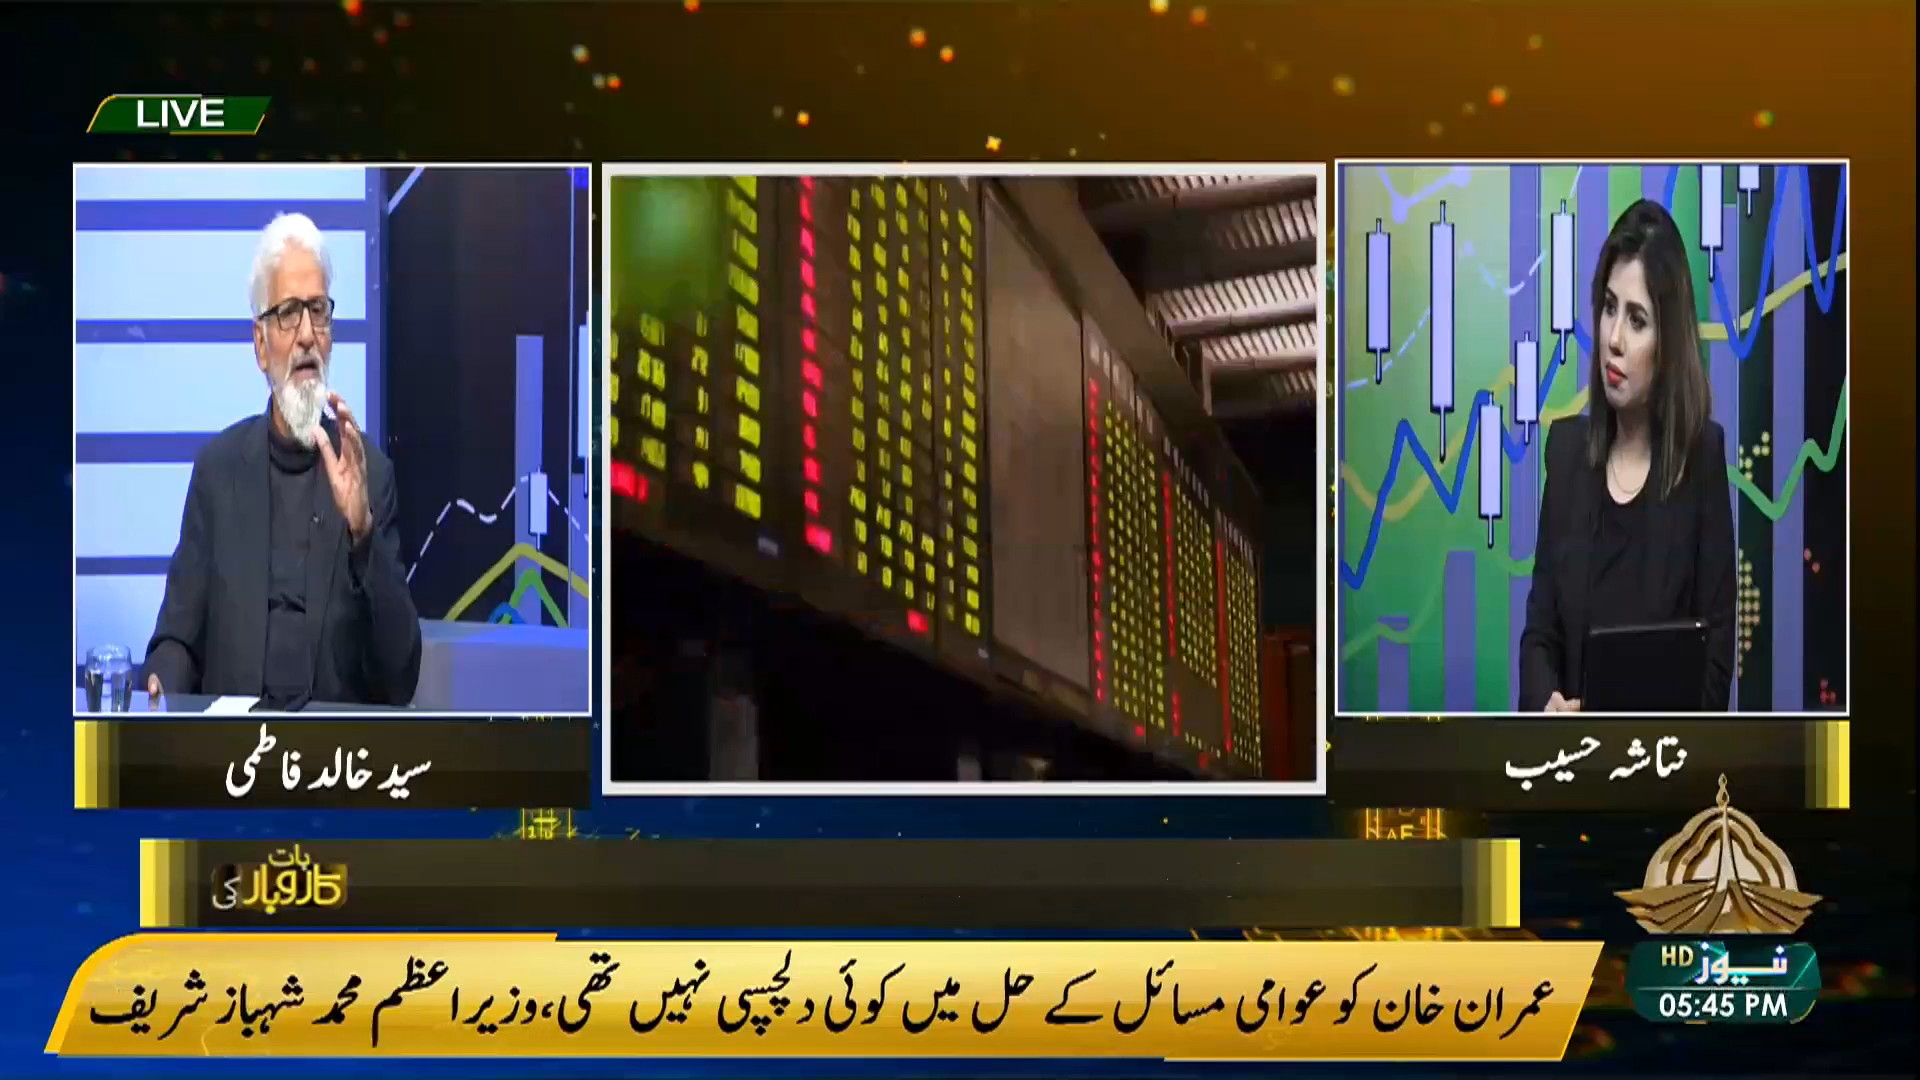 LIVE
سید خالد فاطمی
نتاشہ حسیب
بات
کاروبار کی
عمران خان کو عوامی مسائل کے حل میں کوئی دلچسپی نہیں تھی،وزیراعظم محمد شہباز شریف
نیوز HD
05:45 PM